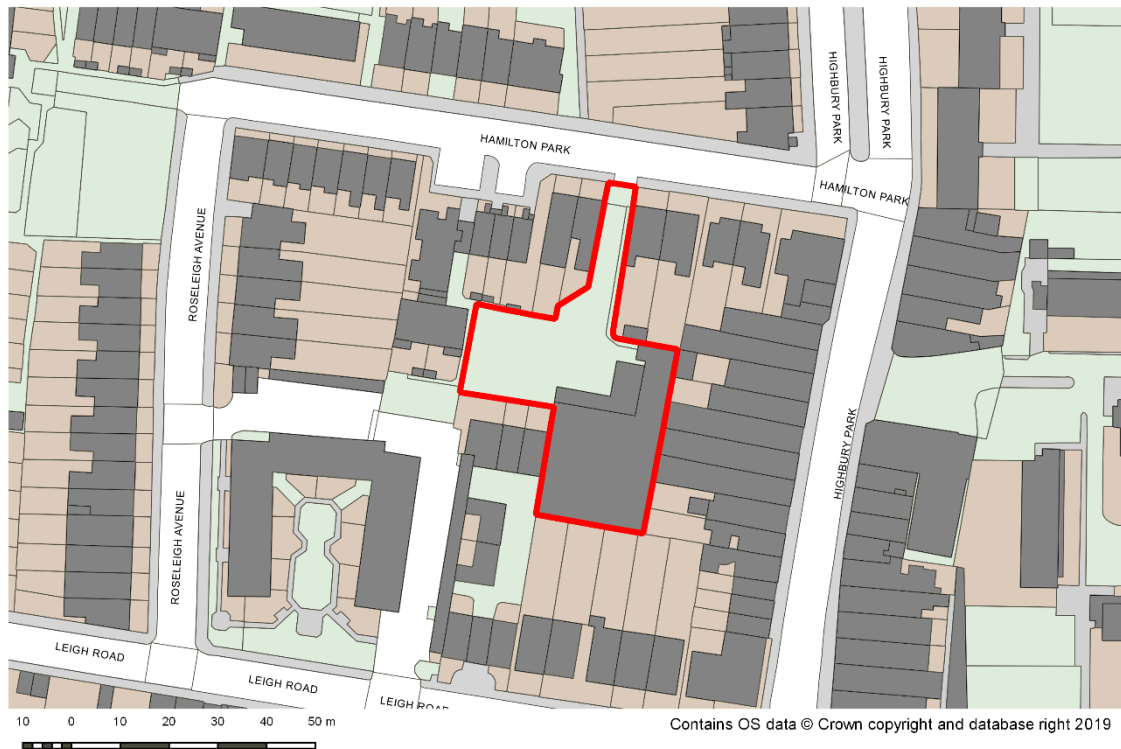 HIGHBURY PARK
HIGHBURY PARK
HAMILTON PARK
HAMILTON PARK
ROSELEIGH AVENUE
HIGHBURY PARK
ROSELEIGH AVENUE
LEIGH ROAD
LEIGH ROAD
LEIGH ROAD
10 0 10 20 30 40 50 m
Contains OS data © Crown copyright and database right 2019